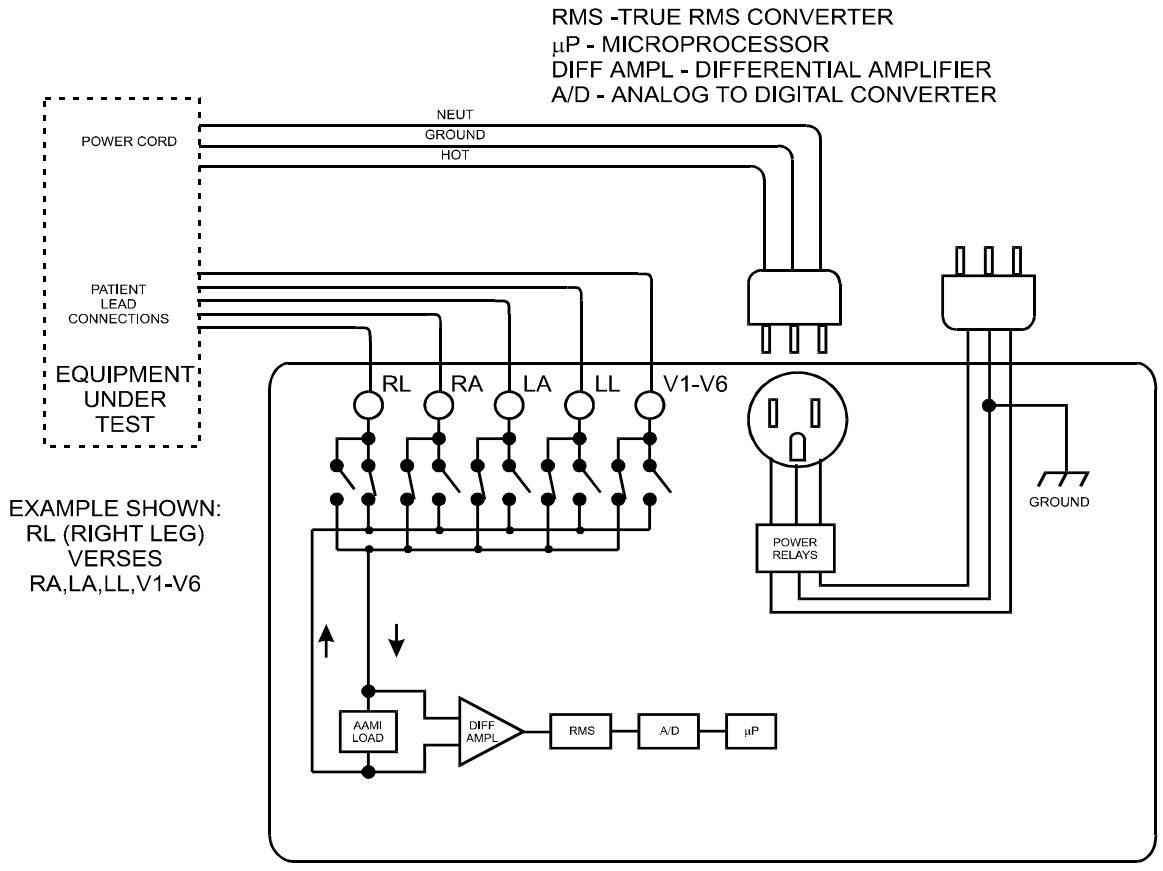 RMS -TRUE RMS CONVERTER
µP - MICROPROCESSOR
DIFF AMPL - DIFFERENTIAL AMPLIFIER
A/D - ANALOG TO DIGITAL CONVERTER
NEUT
GROUND
HOT
POWER CORD
PATIENT
LEAD
CONNECTIONS
EQUIPMENT
UNDER
TEST
RL
RA
LA
LL
V1-V6
EXAMPLE SHOWN:
RL (RIGHT LEG)
VERSES
RA,LA,LL,V1-V6
GROUND
POWER
RELAYS
AAMI
LOAD
DIFF
AMPL
RMS
A/D
µP